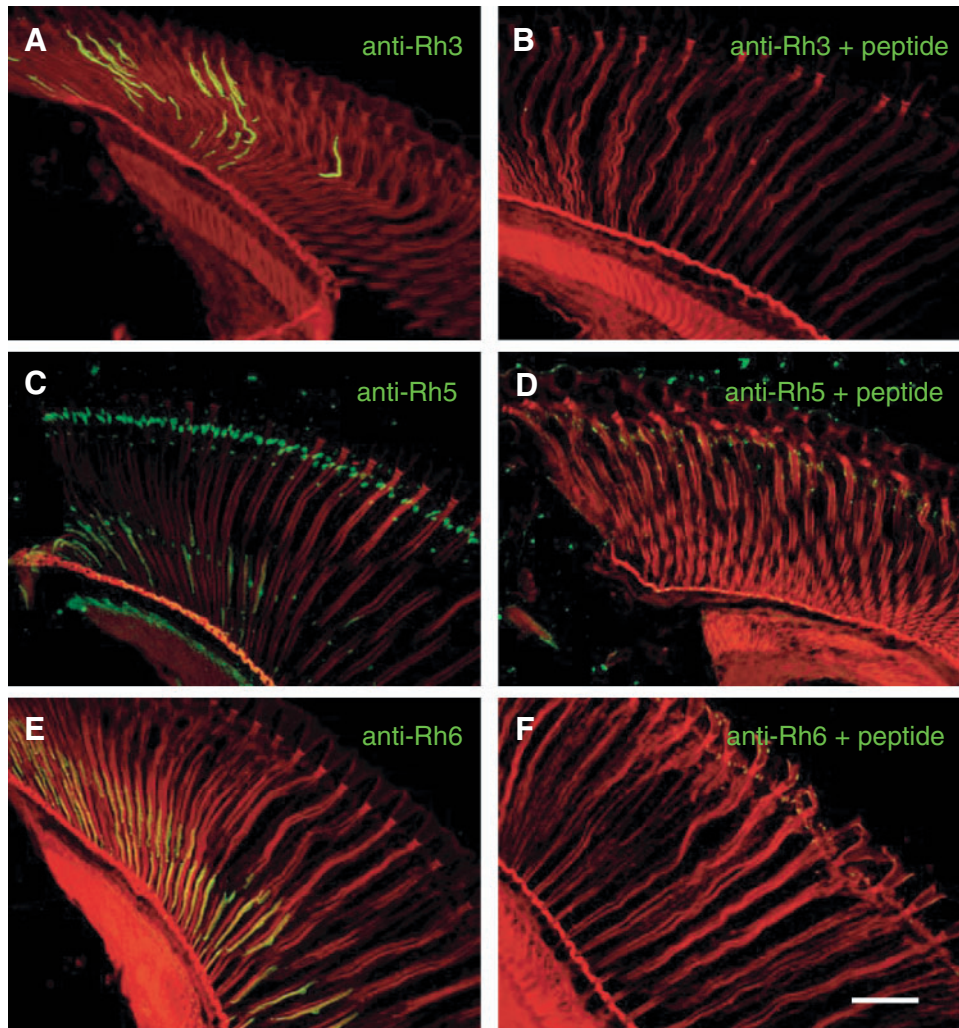 A anti-Rh3
B anti-Rh3 + peptide
C anti-Rh5
D anti-Rh5 + peptide
E anti-Rh6
F anti-Rh6 + peptide